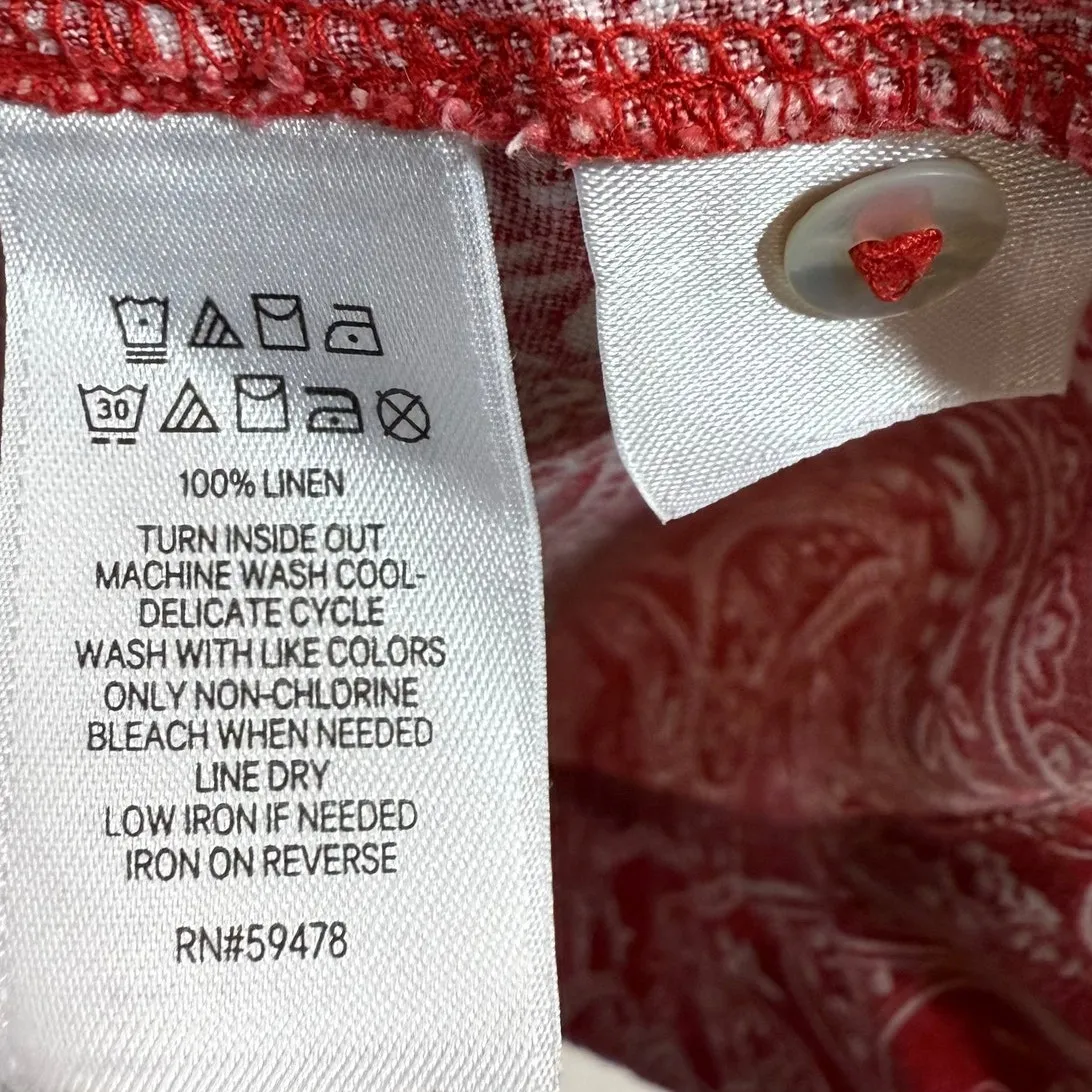 30
100% LINEN
TURN INSIDE OUT
MACHINE WASH COOL-
DELICATE CYCLE
WASH WITH LIKE COLORS
ONLY NON-CHLORINE
BLEACH WHEN NEEDED
LINE DRY
LOW IRON IF NEEDED
IRON ON REVERSE
RN#59478